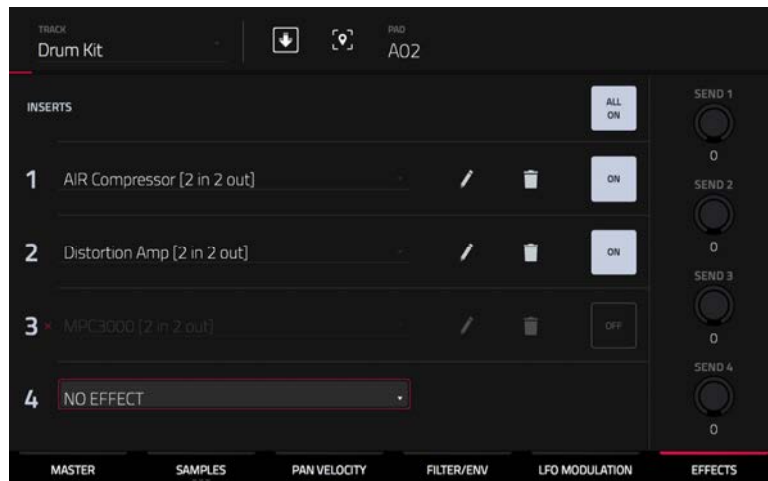 TRACK
Drum Kit
PAD
A02
INSERTS
ALL
ON
1 AIR Compressor [2 in 2 out] ON
2 Distortion Amp [2 in 2 out] ON
3 × MPC3000 [2 in 2 out] OFF
4 NO EFFECT
SEND 1
0
SEND 2
0
SEND 3
0
SEND 4
0
MASTER SAMPLES PAN VELOCITY FILTER/ENV LFO MODULATION EFFECTS